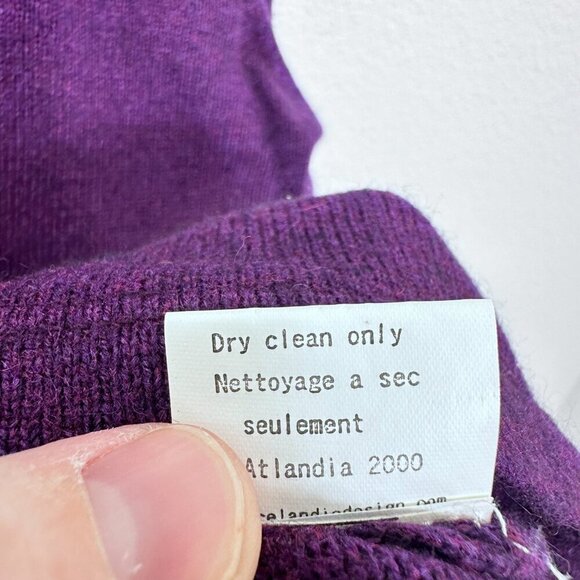 Dry clean only
Nettoyage a sec
seulement
Atlandia 2000